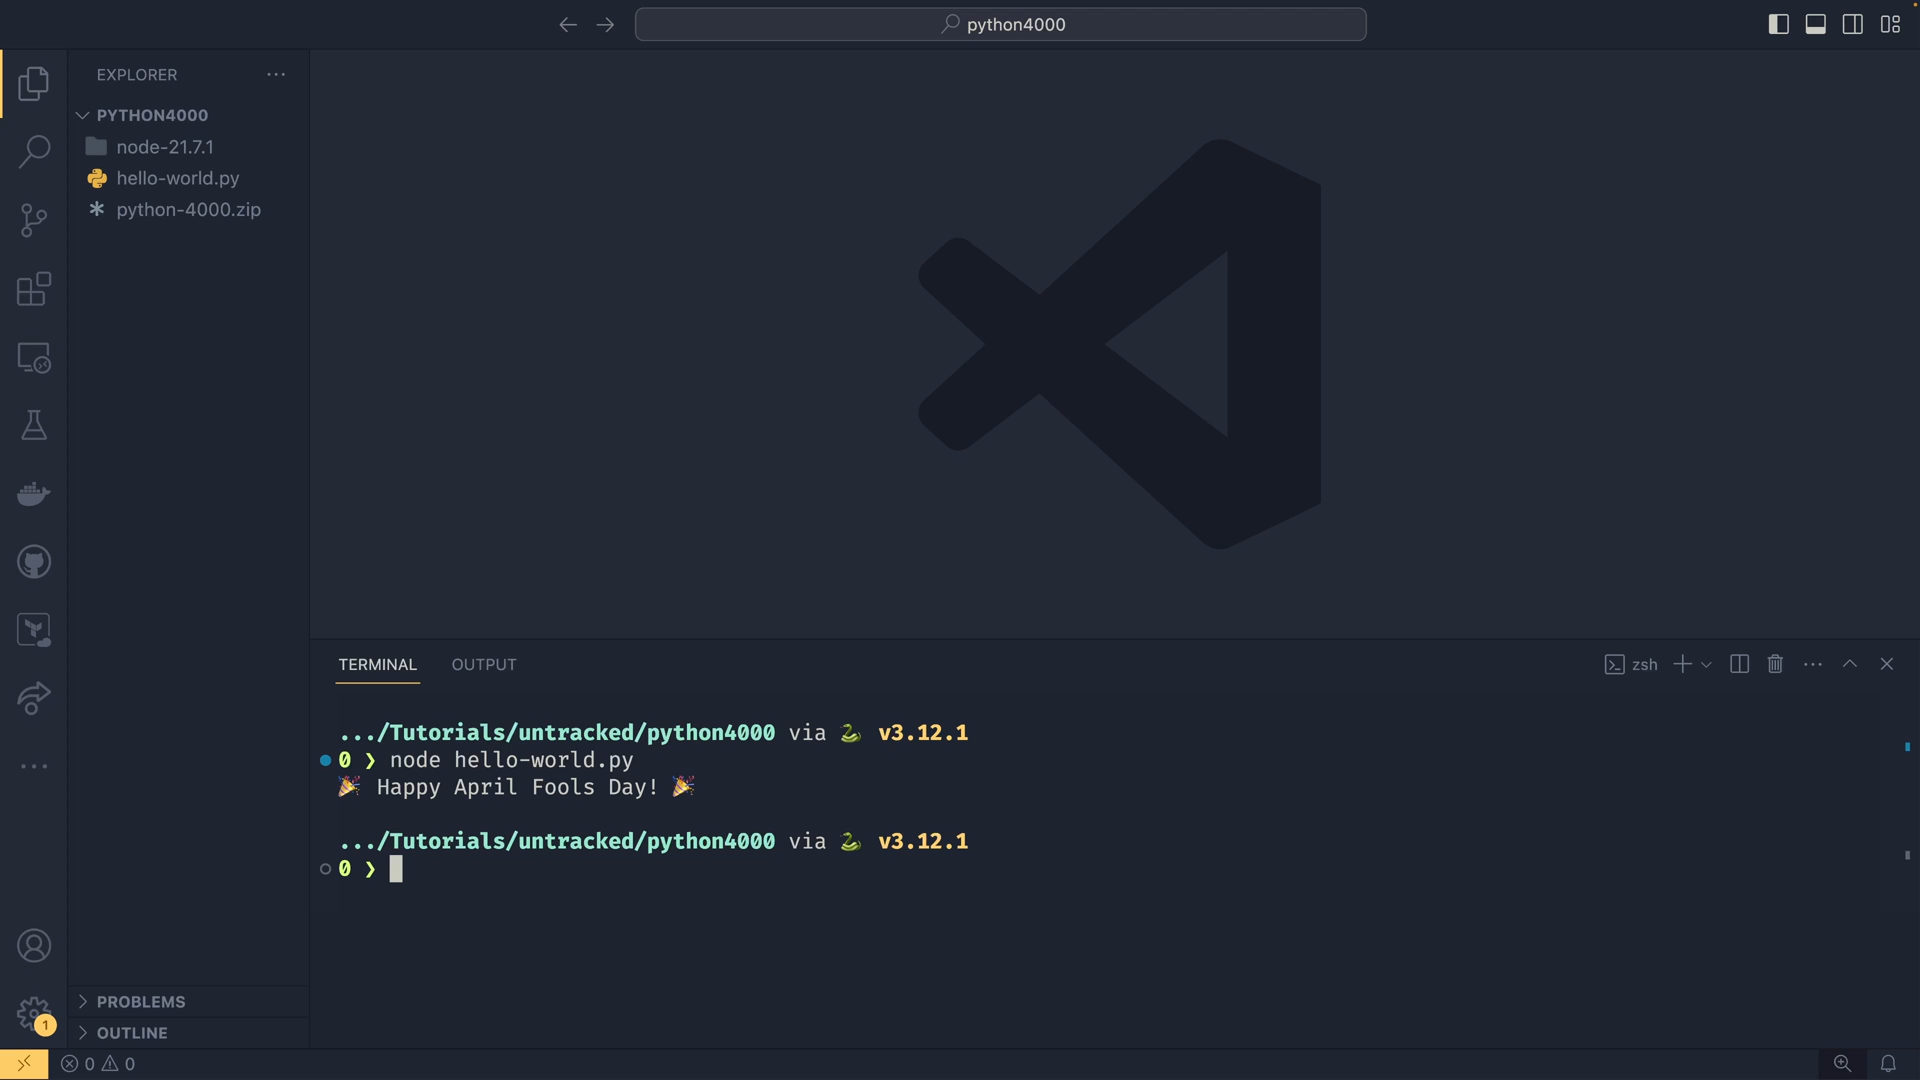 python4000
EXPLORER
PYTHON4000
node-21.7.1
hello-world.py
python-4000.zip
TERMINAL
OUTPUT
zsh
.../Tutorials/untracked/python4000 via 🐍 v3.12.1
0 ❯ node hello-world.py
🎉 Happy April Fools Day! 🎉
.../Tutorials/untracked/python4000 via 🐍 v3.12.1
0 ❯
PROBLEMS
1
OUTLINE
0 0